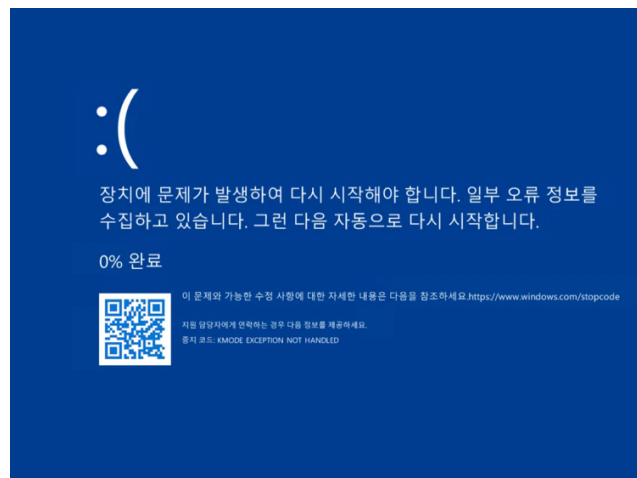 :(
장치에 문제가 발생하여 다시 시작해야 합니다. 일부 오류 정보를
수집하고 있습니다. 그런 다음 자동으로 다시 시작합니다.
0% 완료
이 문제와 가능한 수정 사항에 대한 자세한 내용은 다음을 참조하세요.https://www.windows.com/stopcode
지원 담당자에게 연락하는 경우 다음 정보를 제공하세요.
중지 코드: KMODE EXCEPTION NOT HANDLED